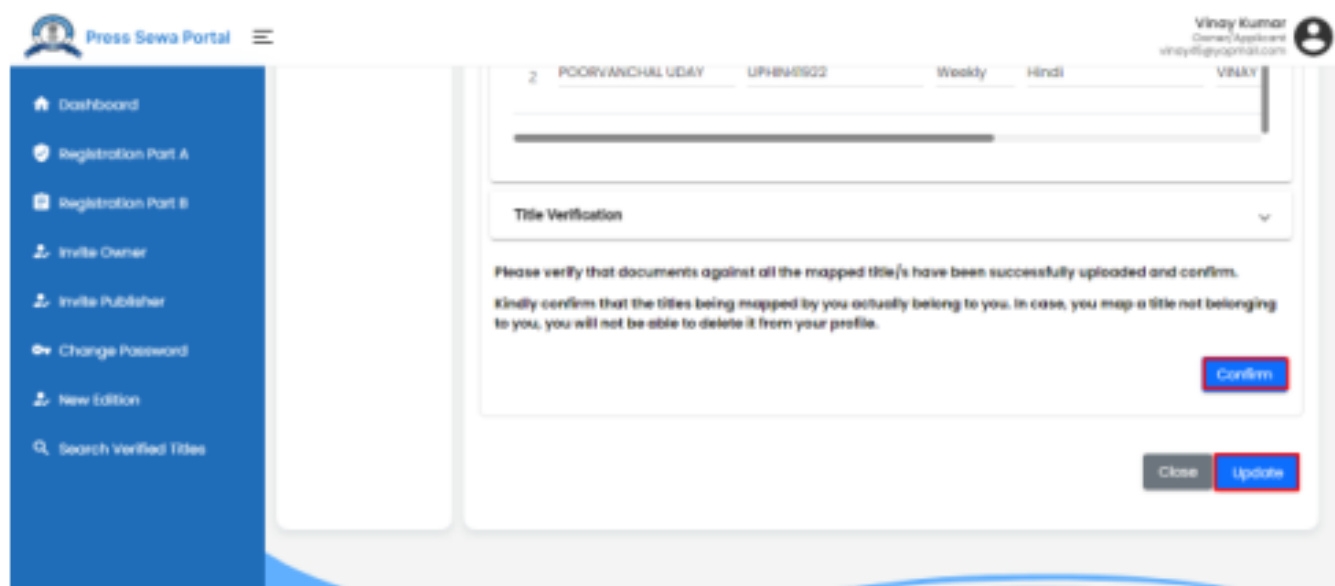 Press Sewa Portal
Vinay Kumar
Owner/Applicant
2 POORVANCHAL UDAY Weekly Hindi VINAY
Dashboard
Registration Part A
Registration Part B
Invite Owner
Invite Publisher
Change Password
New Edition
Search Verified Titles
Title Verification
Please verify that documents against all the mapped title/s have been successfully uploaded and confirm.
Kindly confirm that the titles being mapped by you actually belong to you. In case, you map a title not belonging
to you, you will not be able to delete it from your profile.
Confirm
Close Update